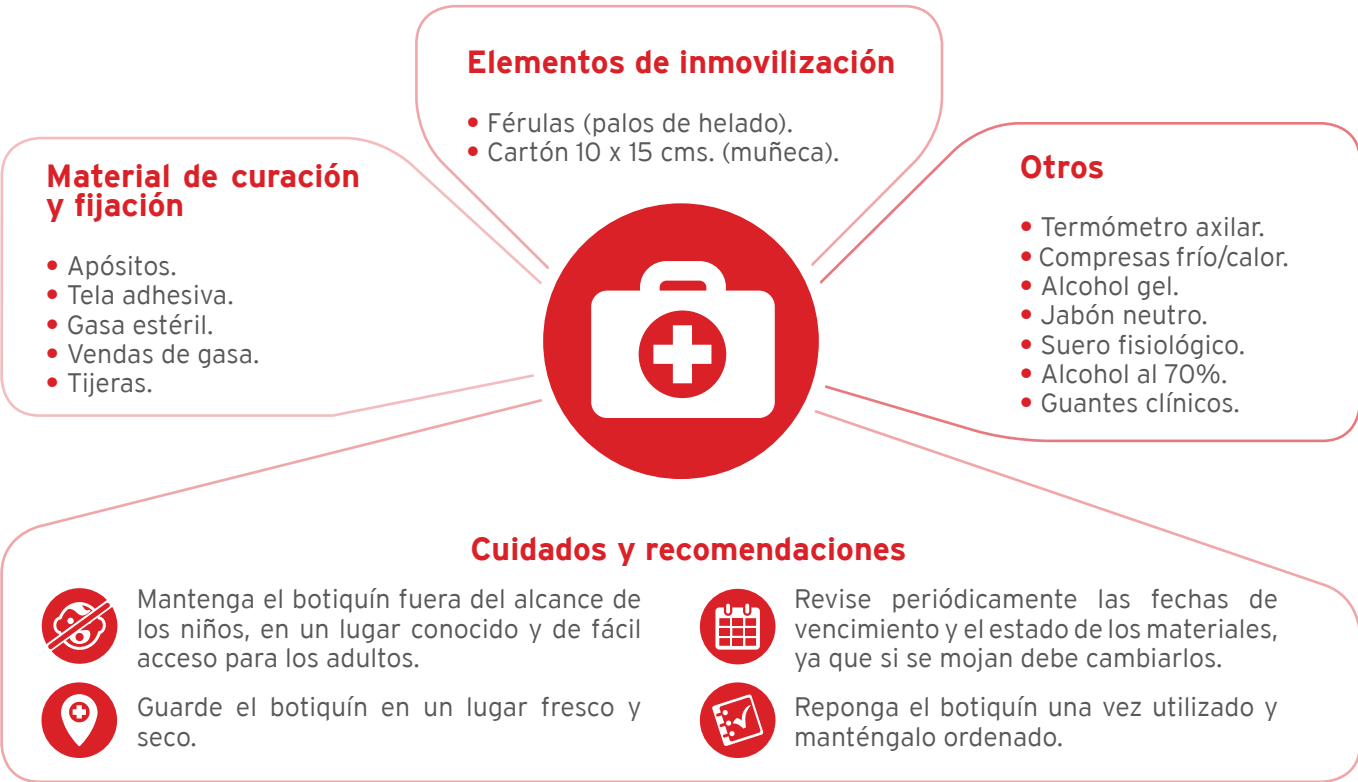 Elementos de inmovilización
• Férulas (palos de helado).
• Cartón 10 x 15 cms. (muñeca).
Material de curación
y fijación
• Apósitos.
• Tela adhesiva.
• Gasa estéril.
• Vendas de gasa.
• Tijeras.
Otros
• Termómetro axilar.
• Compresas frío/calor.
• Alcohol gel.
• Jabón neutro.
• Suero fisiológico.
• Alcohol al 70%.
• Guantes clínicos.
Cuidados y recomendaciones
Mantenga el botiquín fuera del alcance de
los niños, en un lugar conocido y de fácil
acceso para los adultos.
Guarde el botiquín en un lugar fresco y
seco.
Revise periódicamente las fechas de
vencimiento y el estado de los materiales,
ya que si se mojan debe cambiarlos.
Reponga el botiquín una vez utilizado y
manténgalo ordenado.